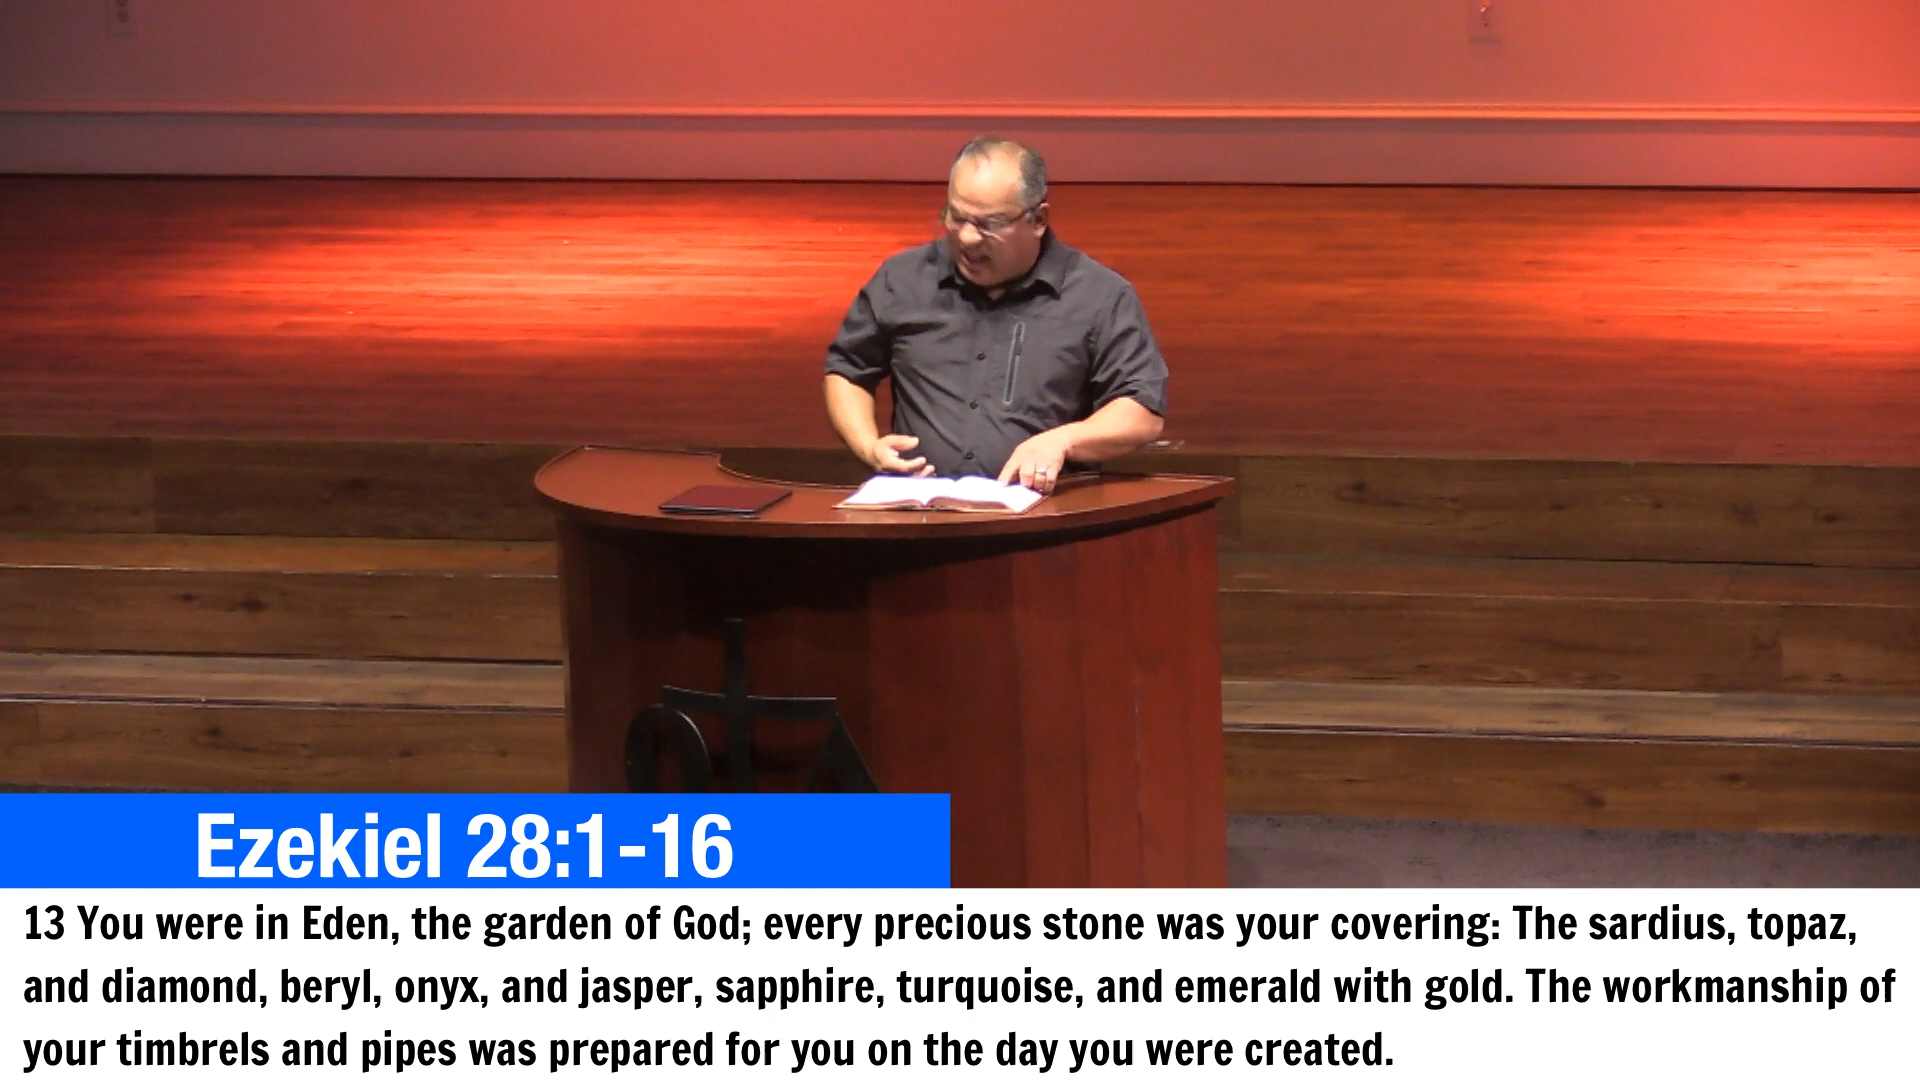 Ezekiel 28:1-16
13 You were in Eden, the garden of God; every precious stone was your covering: The sardius, topaz,
and diamond, beryl, onyx, and jasper, sapphire, turquoise, and emerald with gold. The workmanship of
your timbrels and pipes was prepared for you on the day you were created.